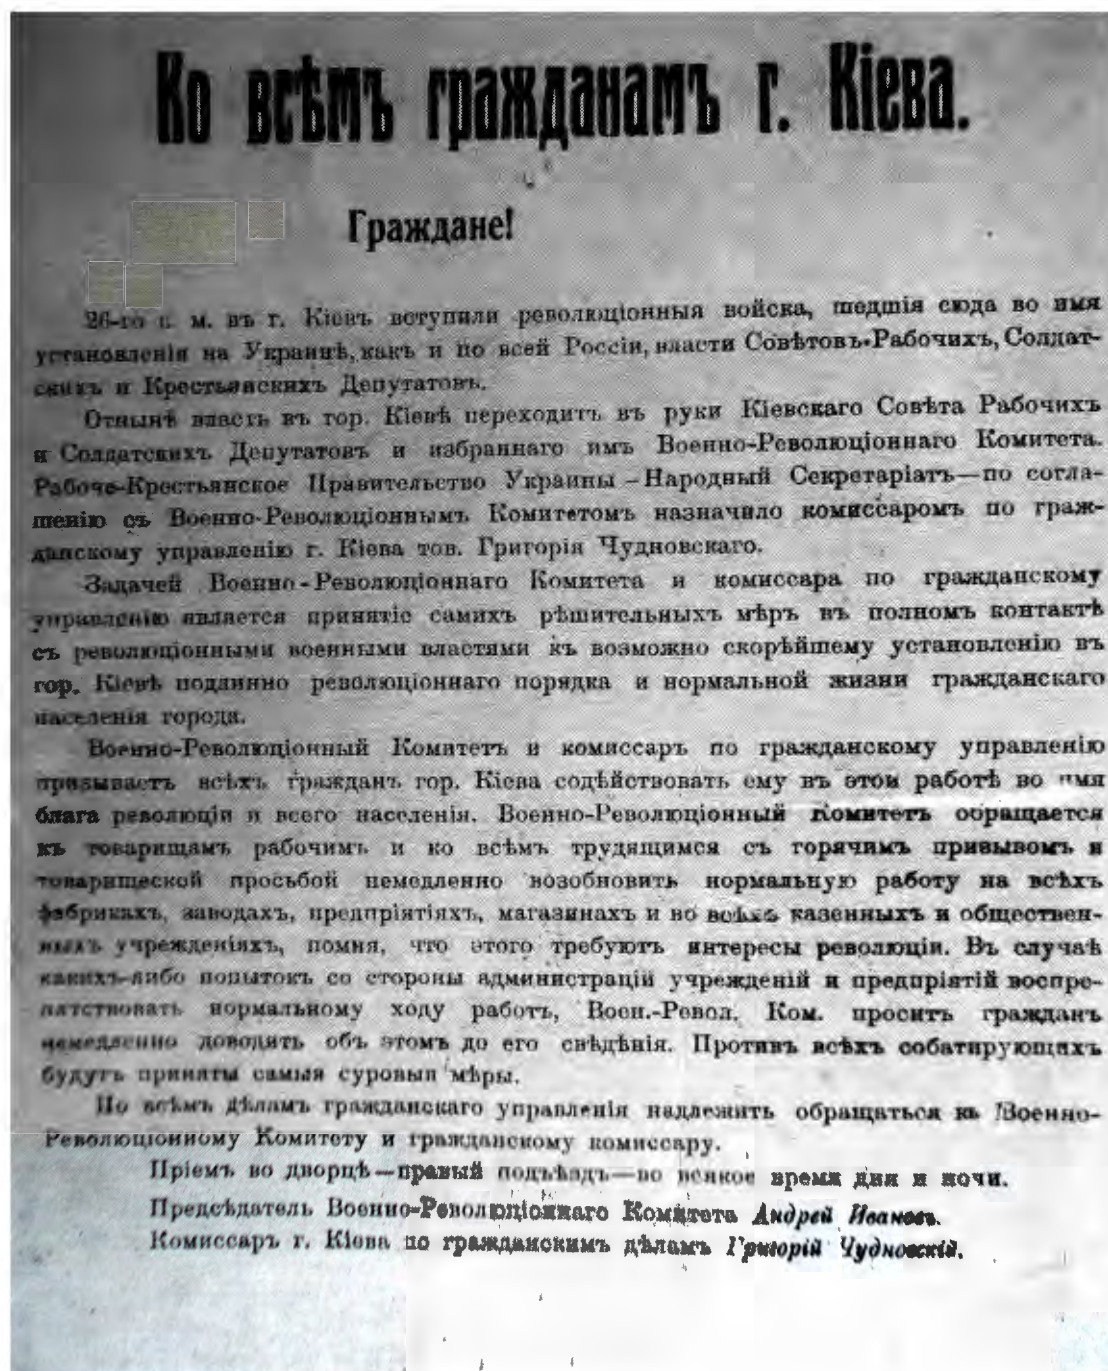 Ко всѣмъ гражданамъ г. Кіева.
Граждане!
26-го с. м. въ г. Кіевъ вступили революціонныя войска, шедшія сюда во имя
установленія на Украинѣ, какъ и по всей Россіи, власти Совѣтовъ-Рабочихъ, Солдат-
скихъ и Крестьянскихъ Депутатовъ.
Отнынѣ власть въ гор. Кіевѣ переходитъ въ руки Кіевскаго Совѣта Рабочихъ
и Солдатскихъ Депутатовъ и избраннаго имъ Военно-Революціоннаго Комитета.
Рабоче-Крестьянское Правительство Украины—Народный Секретаріатъ—по согла-
шенію съ Военно-Революціоннымъ Комитетомъ назначило комиссаромъ по граж-
данскому управленію г. Кіева тов. Григорія Чудновскаго.
Задачей Военно-Революціоннаго Комитета и комиссара по гражданскому
управленію является принятіе самихъ рѣшительныхъ мѣръ въ полномъ контактѣ
съ революціонными военными властями къ возможно скорѣйшему установленію въ
гор. Кіевѣ подлинно революціоннаго порядка и нормальной жизни гражданскаго
населенія города.
Военно-Революціонный Комитетъ и комиссаръ по гражданскому управленію
призываетъ всѣхъ гражданъ гор. Кіева содѣйствовать ему въ этой работѣ во имя
блага революціи и всего населенія. Военно-Революціонный Комитетъ обращается
къ товарищамъ рабочимъ и ко всѣмъ трудящимся съ горячимъ призывомъ и
товарищеской просьбой немедленно возобновить нормальную работу на всѣхъ
фабрикахъ, заводахъ, предпріятіяхъ, магазинахъ и во всѣхъ казенныхъ и обществен-
ныхъ учрежденіяхъ, помня, что этого требуютъ интересы революціи. Въ случаѣ
какихъ-либо попытокъ со стороны администрацій учрежденій и предпріятій воспре-
пятствовать нормальному ходу работъ, Воен.-Револ. Ком. проситъ гражданъ
немедленно доводить объ этомъ до его свѣдѣнія. Противъ всѣхъ собатирующихъ
будутъ приняты самыя суровыя мѣры.
По всѣмъ дѣламъ гражданскаго управленія надлежитъ обращаться къ Военно-
Революціонному Комитету и гражданскому комиссару.
Пріемъ во дворцѣ—правый подъѣздъ—во всякое время дня и ночи.
Предсѣдатель Военно-Революціоннаго Комитета Андрей Ивановъ.
Комиссаръ г. Кіева по гражданскимъ дѣламъ Григорій Чудновскій.